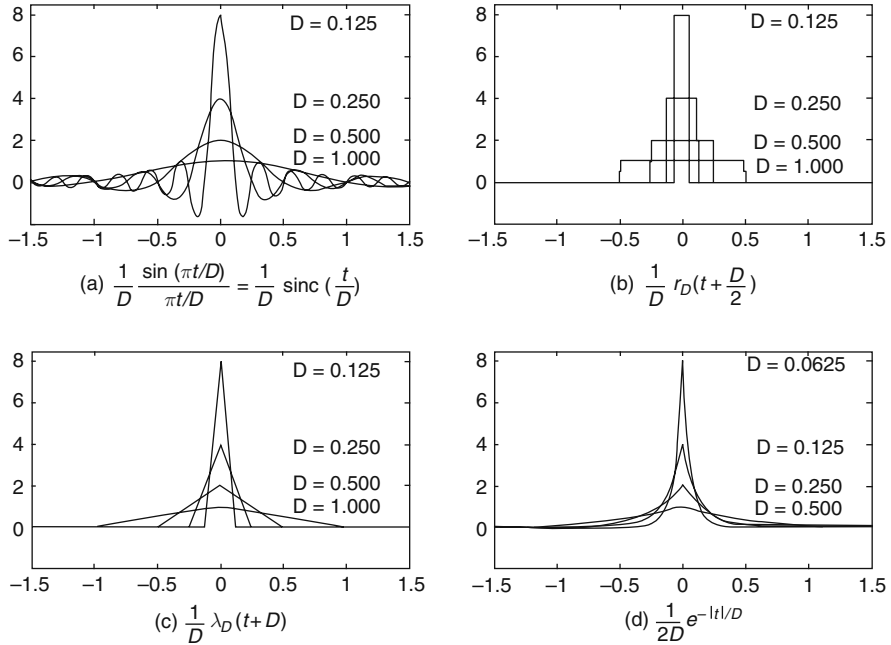 8
6
4
2
0
D = 0.125
D = 0.250
D = 0.500
D = 1.000
−1.5 −1 −0.5 0 0.5 1 1.5
(a) 1/D sin (πt/D)/πt/D = 1/D sinc (t/D)
8
6
4
2
0
D = 0.125
D = 0.250
D = 0.500
D = 1.000
−1.5 −1 −0.5 0 0.5 1 1.5
(b) 1/D r_D(t+D/2)
8
6
4
2
0
D = 0.125
D = 0.250
D = 0.500
D = 1.000
−1.5 −1 −0.5 0 0.5 1 1.5
(c) 1/D λ_D(t+D)
8
6
4
2
0
D = 0.0625
D = 0.125
D = 0.250
D = 0.500
−1.5 −1 −0.5 0 0.5 1 1.5
(d) 1/2D e^−|t|/D